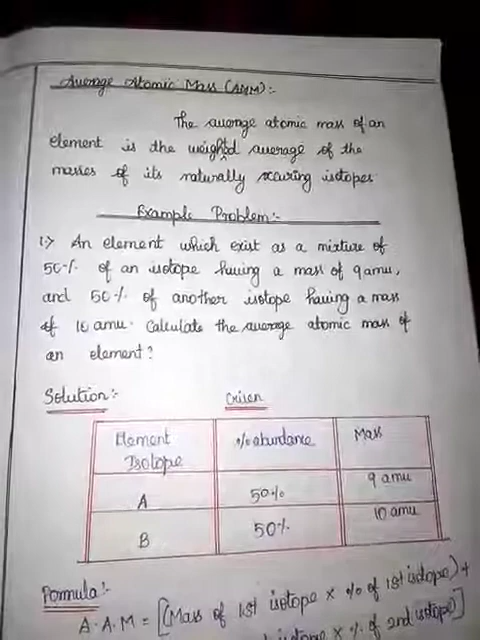 Average Atomic Mass (AAM):-
The average atomic mass of an
element is the weighted average of the
masses of its naturally occuring isotopes
Example Problem:-
1.) An element which exist as a mixture of
50% of an isotope having a mass of 9 amu,
and 50% of another isotope having a mass
of 10 amu. Calculate the average atomic mass of
an element?
Solution:- Given
Element Isotope % abundance Mass
A 50% 9 amu
B 50% 10 amu
Formula:-
A.A.M = [(Mass of 1st isotope x % of 1st isotope) +
isotope x % of 2nd isotope)]